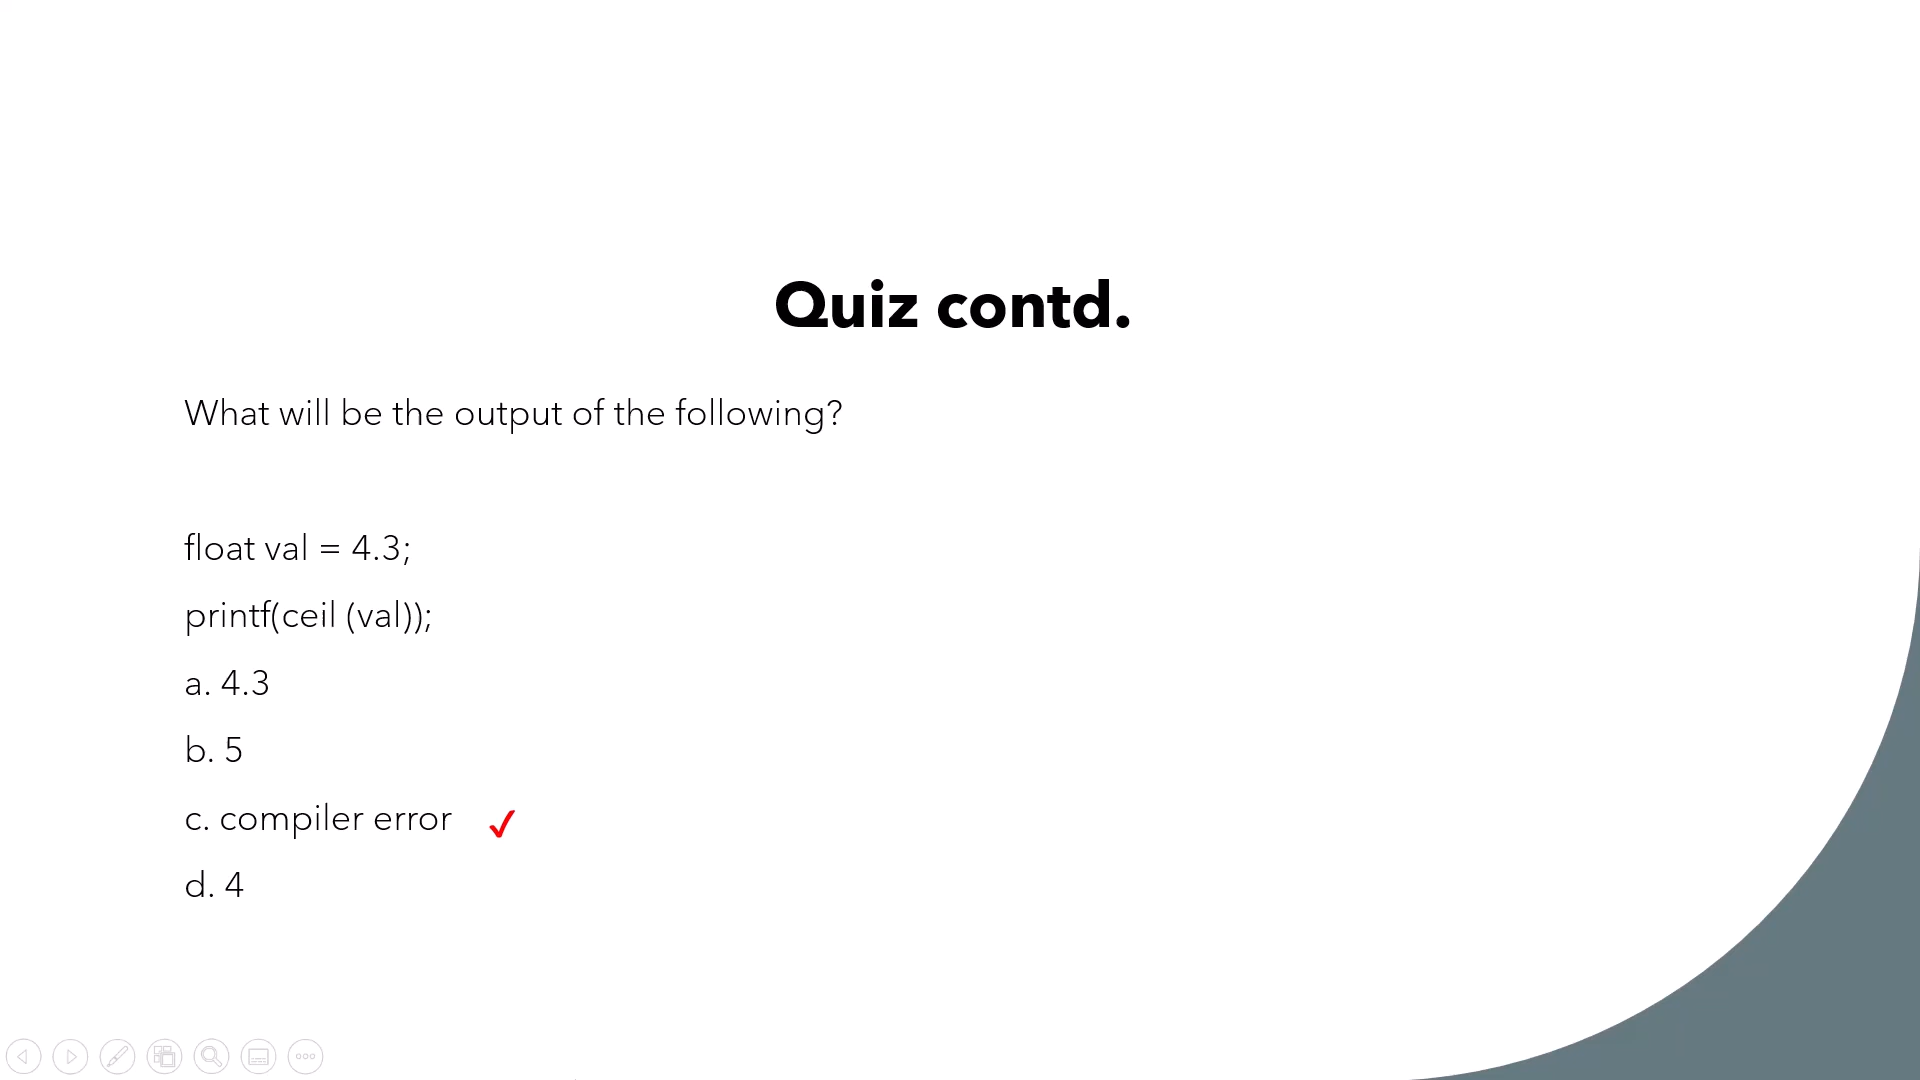 Quiz contd.
What will be the output of the following?
float val = 4.3;
printf(ceil (val));
a. 4.3
b. 5
c. compiler error ✓
d. 4